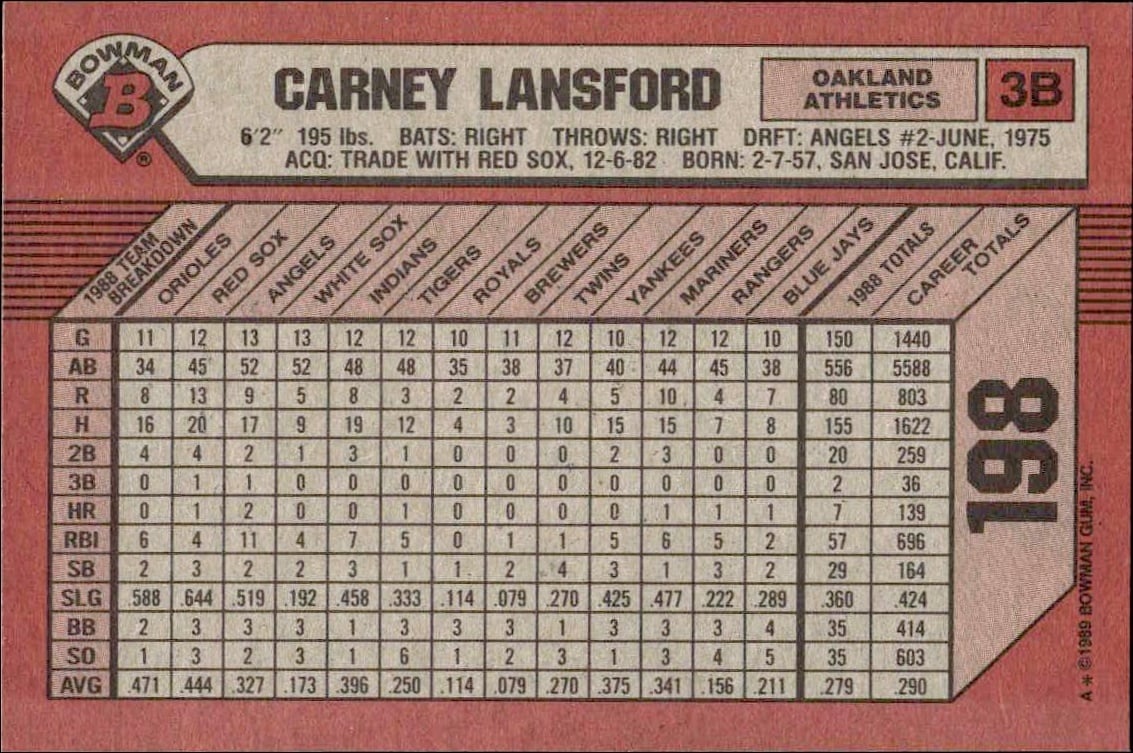 BOWMAN
B
®
CARNEY LANSFORD
OAKLAND
ATHLETICS
3B
6'2" 195 lbs. BATS: RIGHT THROWS: RIGHT DRFT: ANGELS #2-JUNE, 1975
ACQ: TRADE WITH RED SOX, 12-6-82 BORN: 2-7-57, SAN JOSE, CALIF.
1988 TEAM BREAKDOWN ORIOLES RED SOX ANGELS WHITE SOX INDIANS TIGERS ROYALS BREWERS TWINS YANKEES MARINERS RANGERS BLUE JAYS 1988 TOTALS CAREER TOTALS
G 11 12 13 13 12 12 10 11 12 10 12 12 10 150 1440
AB 34 45 52 52 48 48 35 38 37 40 44 45 38 556 5588
R 8 13 9 5 8 3 2 2 4 5 10 4 7 80 803
H 16 20 17 9 19 12 4 3 10 15 15 7 8 155 1622
2B 4 4 2 1 3 1 0 0 0 2 3 0 0 20 259
3B 0 1 1 0 0 0 0 0 0 0 0 0 0 2 36
HR 0 1 2 0 0 1 0 0 0 0 1 1 1 7 139
RBI 6 4 11 4 7 5 0 1 1 5 6 5 2 57 696
SB 2 3 2 2 3 1 1 2 4 3 1 3 2 29 164
SLG .588 .644 .519 .192 .458 .333 .114 .079 .270 .425 .477 .222 .289 .360 .424
BB 2 3 3 3 1 3 3 3 1 3 3 3 4 35 414
SO 1 3 2 3 1 6 1 2 3 1 3 4 5 35 603
AVG .471 .444 .327 .173 .396 .250 .114 .079 .270 .375 .341 .156 .211 .279 .290
198
A * ©1989 BOWMAN GUM, INC.